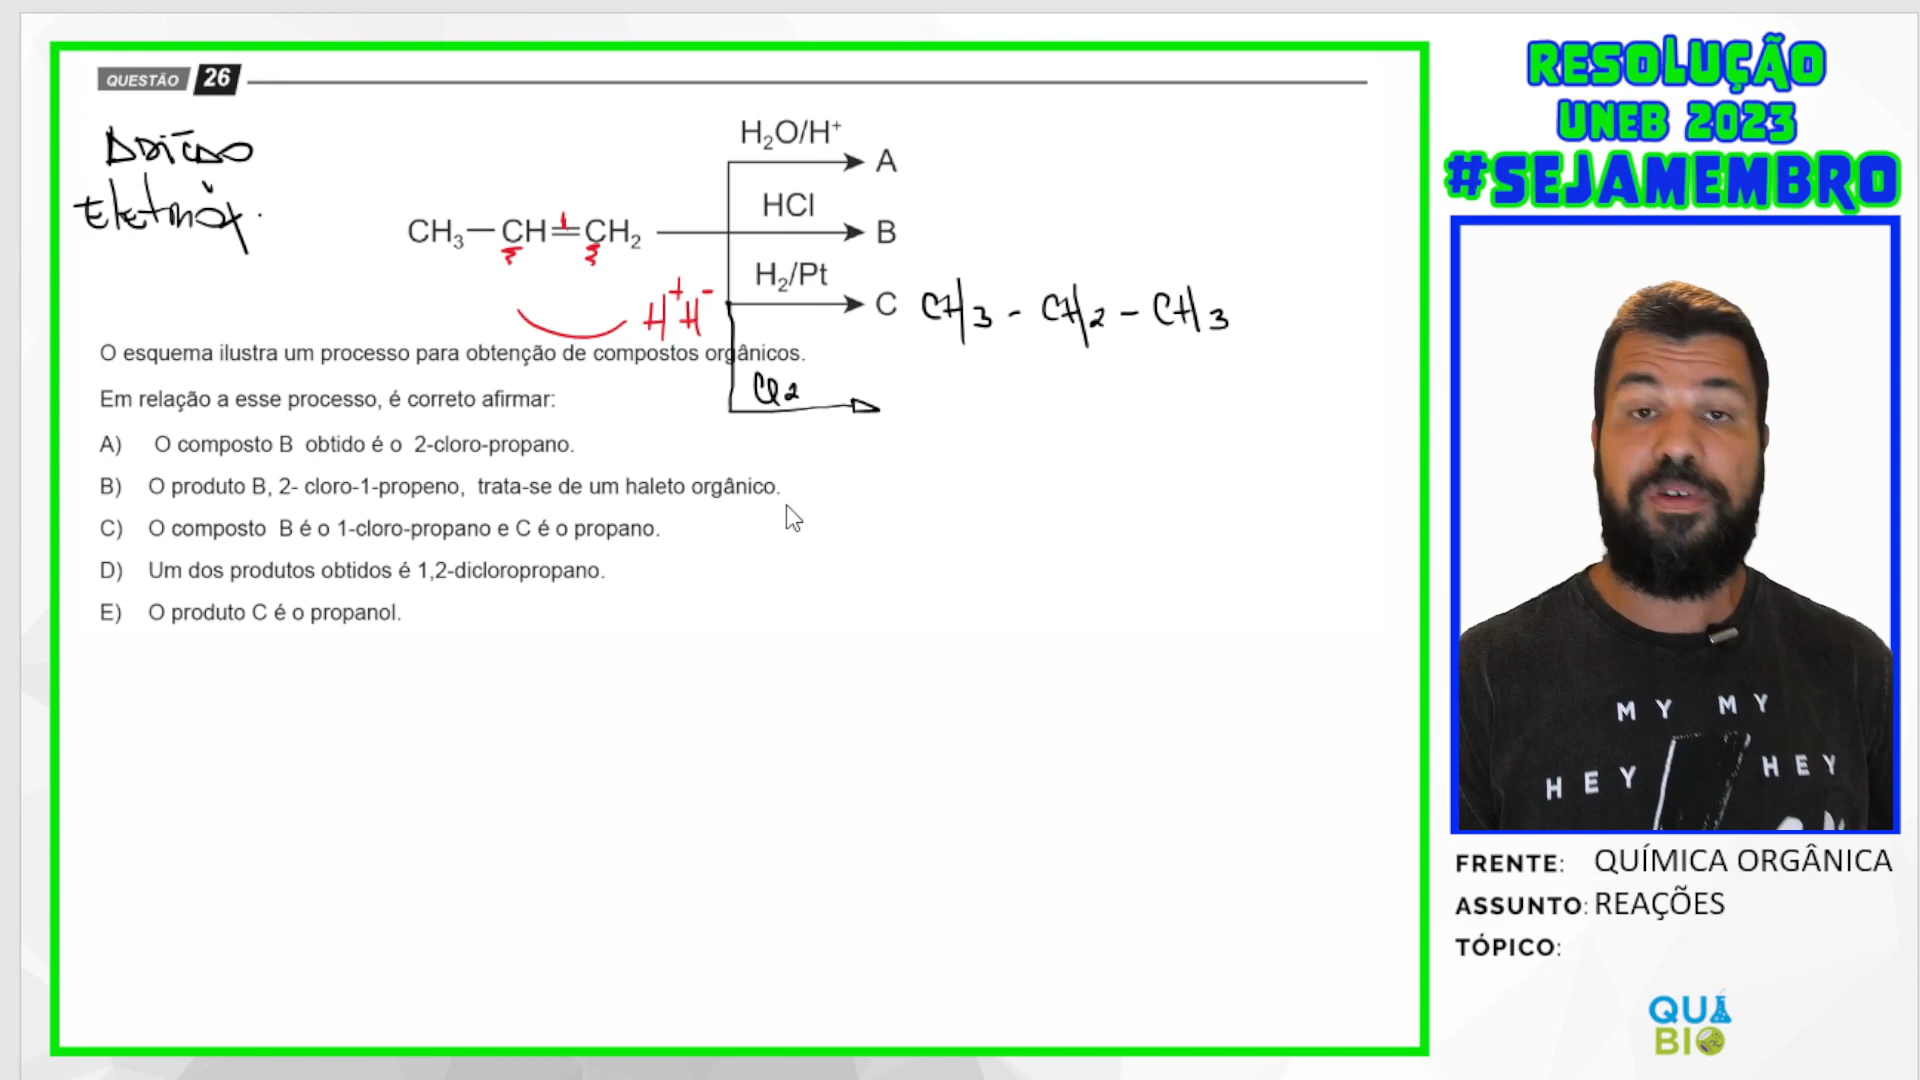 QUESTÃO 26
ADIÇÃO
H₂O/H⁺
A
HCl
CH₃—CH=CH₂
B
H₂/Pt
C CH3 - CH2 - CH3
H⁺H⁻
O esquema ilustra um processo para obtenção de compostos orgânicos.
Cl2
Em relação a esse processo, é correto afirmar:
A) O composto B obtido é o 2-cloro-propano.
B) O produto B, 2- cloro-1-propeno, trata-se de um haleto orgânico.
C) O composto B é o 1-cloro-propano e C é o propano.
D) Um dos produtos obtidos é 1,2-dicloropropano.
E) O produto C é o propanol.
RESOLUÇÃO
UNEB 2023
#SEJAMEMBRO
MY MY
HEY HEY
FRENTE: QUÍMICA ORGÂNICA
ASSUNTO: REAÇÕES
TÓPICO:
QUI
BIO